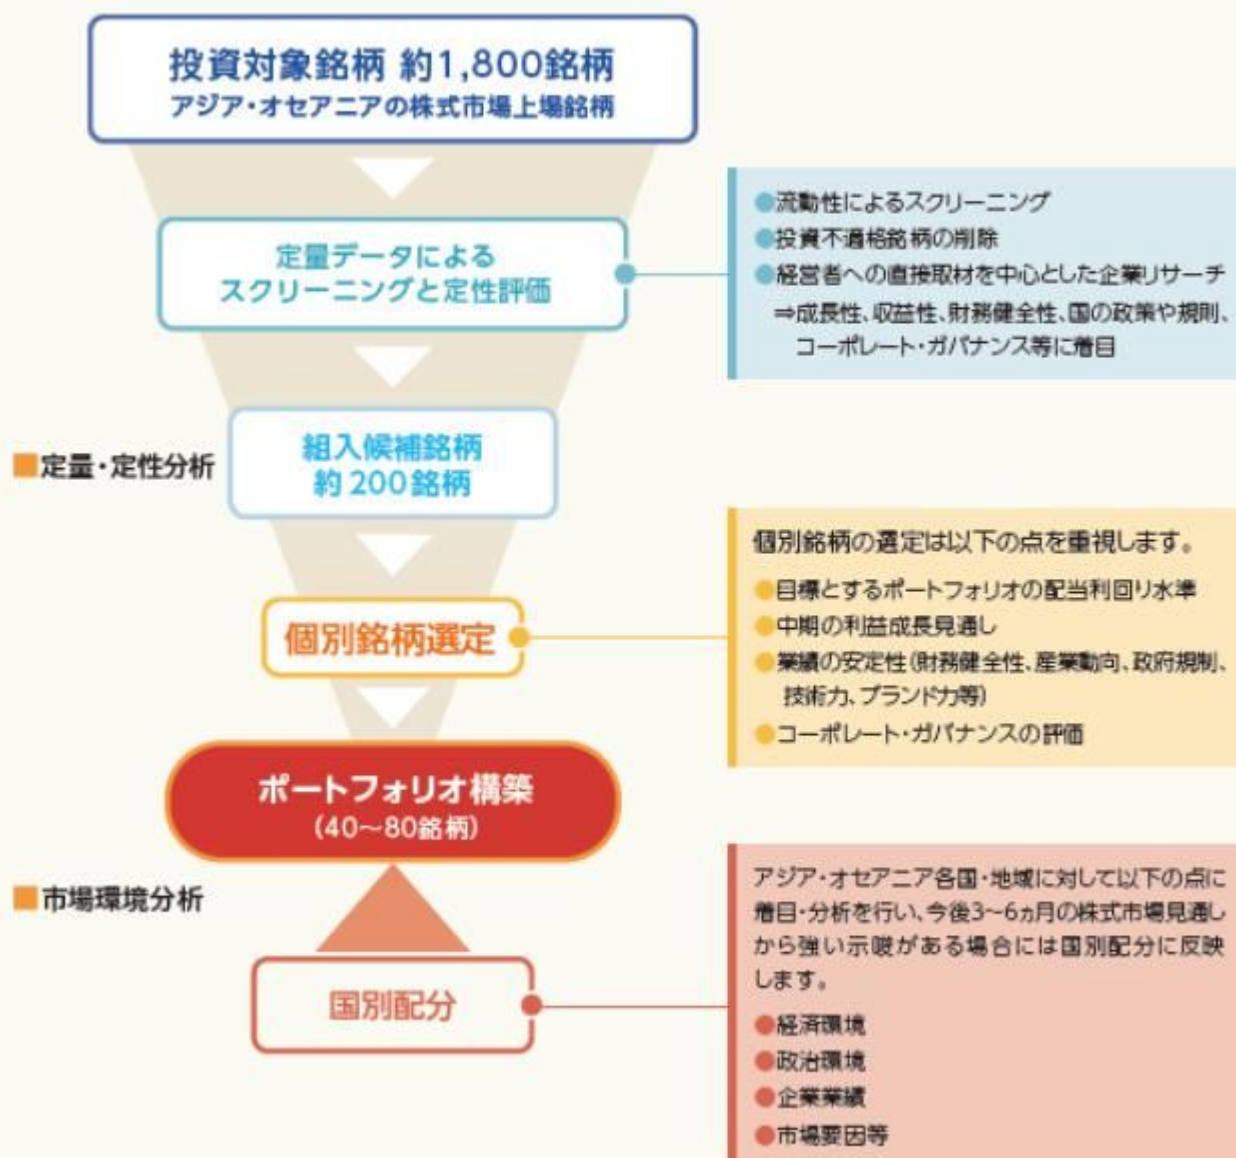 投資対象銘柄 約1,800銘柄
アジア・オセアニアの株式市場上場銘柄
定量データによる
スクリーニングと定性評価
●流動性によるスクリーニング
●投資不適格銘柄の削除
●経営者への直接取材を中心とした企業リサーチ
⇒成長性、収益性、財務健全性、国の政策や規則、
コーポレート・ガバナンス等に着目
■定量・定性分析
組入候補銘柄
約200銘柄
個別銘柄選定
個別銘柄の選定は以下の点を重視します。
●目標とするポートフォリオの配当利回り水準
●中期の利益成長見通し
●業績の安定性(財務健全性、産業動向、政府規制、
技術力、ブランド力等)
●コーポレート・ガバナンスの評価
ポートフォリオ構築
(40～80銘柄)
■市場環境分析
国別配分
アジア・オセアニア各国・地域に対して以下の点に
着目・分析を行い、今後3～6ヵ月の株式市場見通し
から強い示唆がある場合には国別配分に反映
します。
●経済環境
●政治環境
●企業業績
●市場要因等